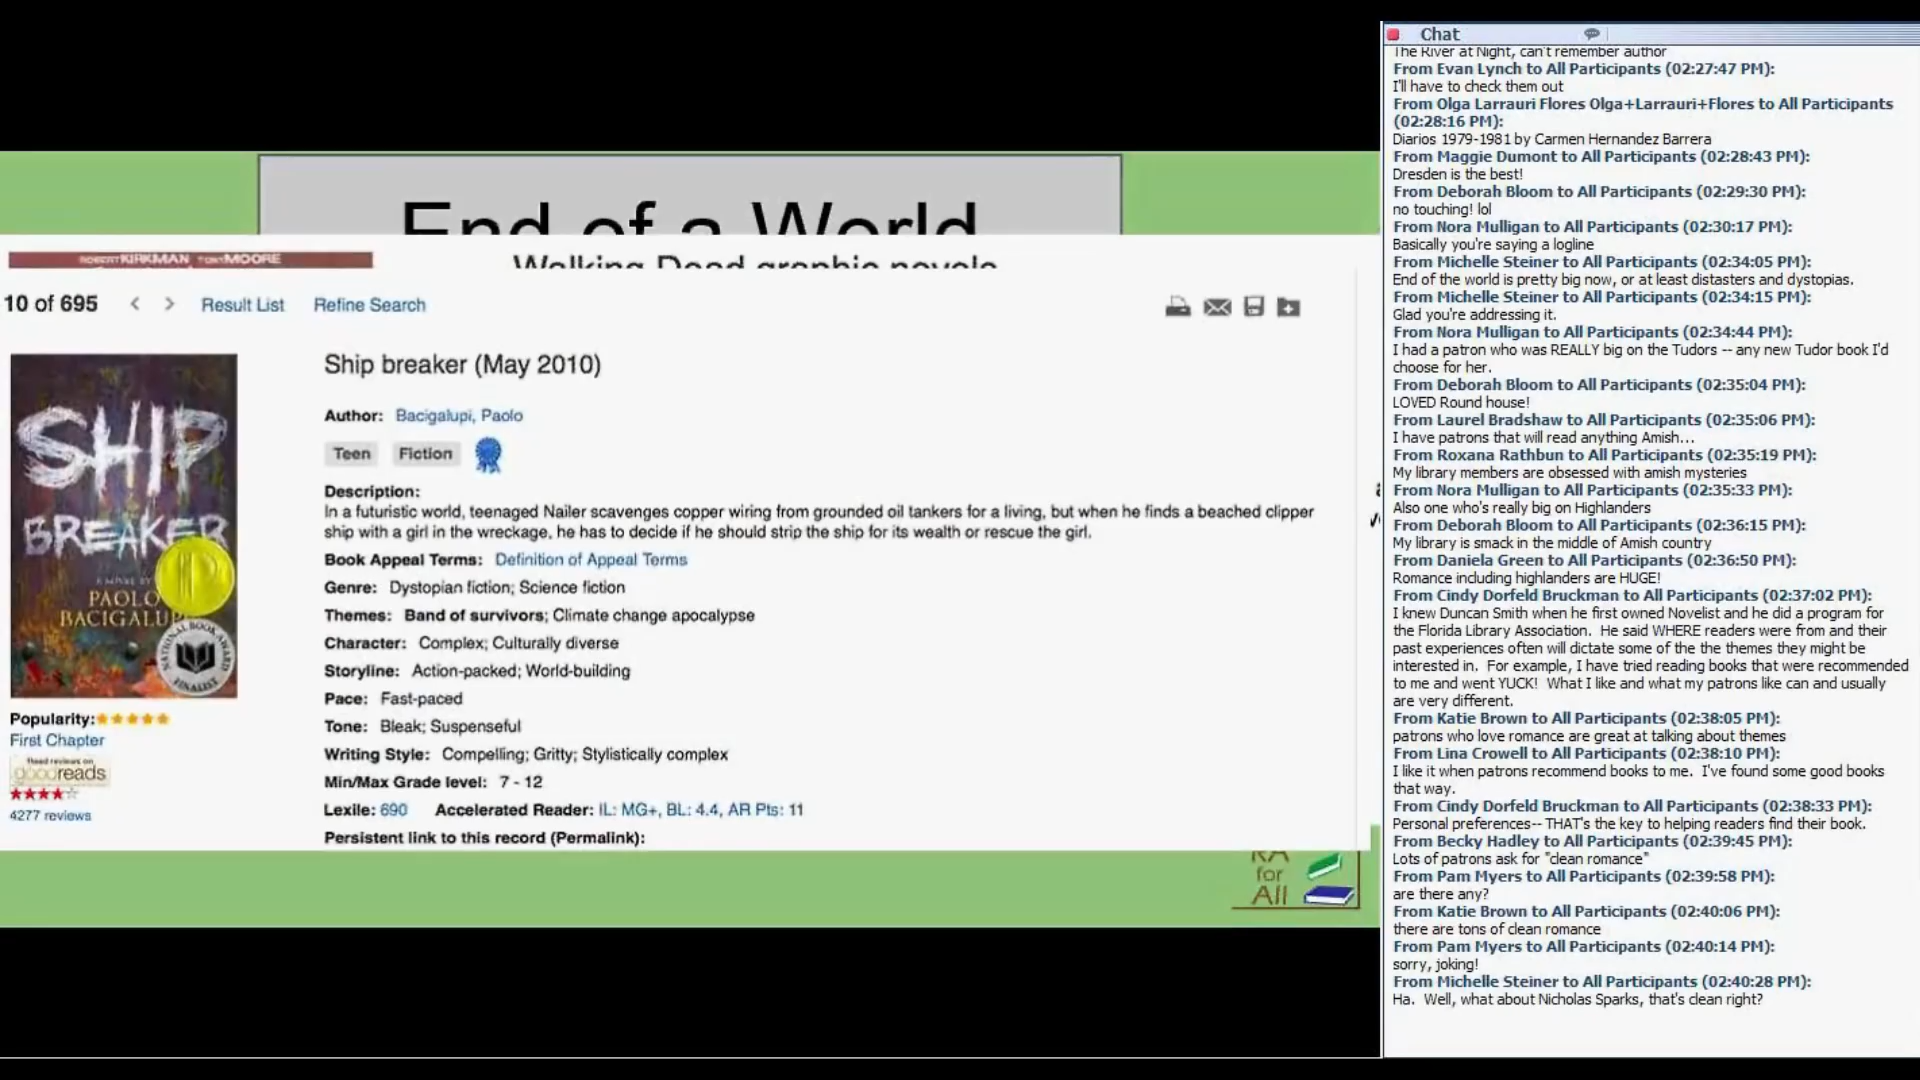 End of a World
ROBERT KIRKMAN TONY MOORE
Walking Dead graphic novels
10 of 695 < > Result List Refine Search
SHIP
BREAKER
A NOVEL BY
PAOLO
BACIGALUPI
NATIONAL BOOK AWARD
FINALIST
Popularity:
First Chapter
Read reviews on
goodreads
4277 reviews
Ship breaker (May 2010)
Author: Bacigalupi, Paolo
Teen Fiction
Description:
In a futuristic world, teenaged Nailer scavenges copper wiring from grounded oil tankers for a living, but when he finds a beached clipper
ship with a girl in the wreckage, he has to decide if he should strip the ship for its wealth or rescue the girl.
Book Appeal Terms: Definition of Appeal Terms
Genre: Dystopian fiction; Science fiction
Themes: Band of survivors; Climate change apocalypse
Character: Complex; Culturally diverse
Storyline: Action-packed; World-building
Pace: Fast-paced
Tone: Bleak; Suspenseful
Writing Style: Compelling; Gritty; Stylistically complex
Min/Max Grade level: 7 - 12
Lexile: 690 Accelerated Reader: IL: MG+, BL: 4.4, AR Pts: 11
Persistent link to this record (Permalink):
RA
for
All
Chat
The River at Night, can't remember author
From Evan Lynch to All Participants (02:27:47 PM):
I'll have to check them out
From Olga Larrauri Flores Olga+Larrauri+Flores to All Participants
(02:28:16 PM):
Diarios 1979-1981 by Carmen Hernandez Barrera
From Maggie Dumont to All Participants (02:28:43 PM):
Dresden is the best!
From Deborah Bloom to All Participants (02:29:30 PM):
no touching! lol
From Nora Mulligan to All Participants (02:30:17 PM):
Basically you're saying a logline
From Michelle Steiner to All Participants (02:34:05 PM):
End of the world is pretty big now, or at least distasters and dystopias.
From Michelle Steiner to All Participants (02:34:15 PM):
Glad you're addressing it.
From Nora Mulligan to All Participants (02:34:44 PM):
I had a patron who was REALLY big on the Tudors -- any new Tudor book I'd
choose for her.
From Deborah Bloom to All Participants (02:35:04 PM):
LOVED Round house!
From Laurel Bradshaw to All Participants (02:35:06 PM):
I have patrons that will read anything Amish...
From Roxana Rathbun to All Participants (02:35:19 PM):
My library members are obsessed with amish mysteries
From Nora Mulligan to All Participants (02:35:33 PM):
Also one who's really big on Highlanders
From Deborah Bloom to All Participants (02:36:15 PM):
My library is smack in the middle of Amish country
From Daniela Green to All Participants (02:36:50 PM):
Romance including highlanders are HUGE!
From Cindy Dorfeld Bruckman to All Participants (02:37:02 PM):
I knew Duncan Smith when he first owned Novelist and he did a program for
the Florida Library Association. He said WHERE readers were from and their
past experiences often will dictate some of the the themes they might be
interested in. For example, I have tried reading books that were recommended
to me and went YUCK! What I like and what my patrons like can and usually
are very different.
From Katie Brown to All Participants (02:38:05 PM):
patrons who love romance are great at talking about themes
From Lina Crowell to All Participants (02:38:10 PM):
I like it when patrons recommend books to me. I've found some good books
that way.
From Cindy Dorfeld Bruckman to All Participants (02:38:33 PM):
Personal preferences-- THAT's the key to helping readers find their book.
From Becky Hadley to All Participants (02:39:45 PM):
Lots of patrons ask for "clean romance"
From Pam Myers to All Participants (02:39:58 PM):
are there any?
From Katie Brown to All Participants (02:40:06 PM):
there are tons of clean romance
From Pam Myers to All Participants (02:40:14 PM):
sorry, joking!
From Michelle Steiner to All Participants (02:40:28 PM):
Ha. Well, what about Nicholas Sparks, that's clean right?